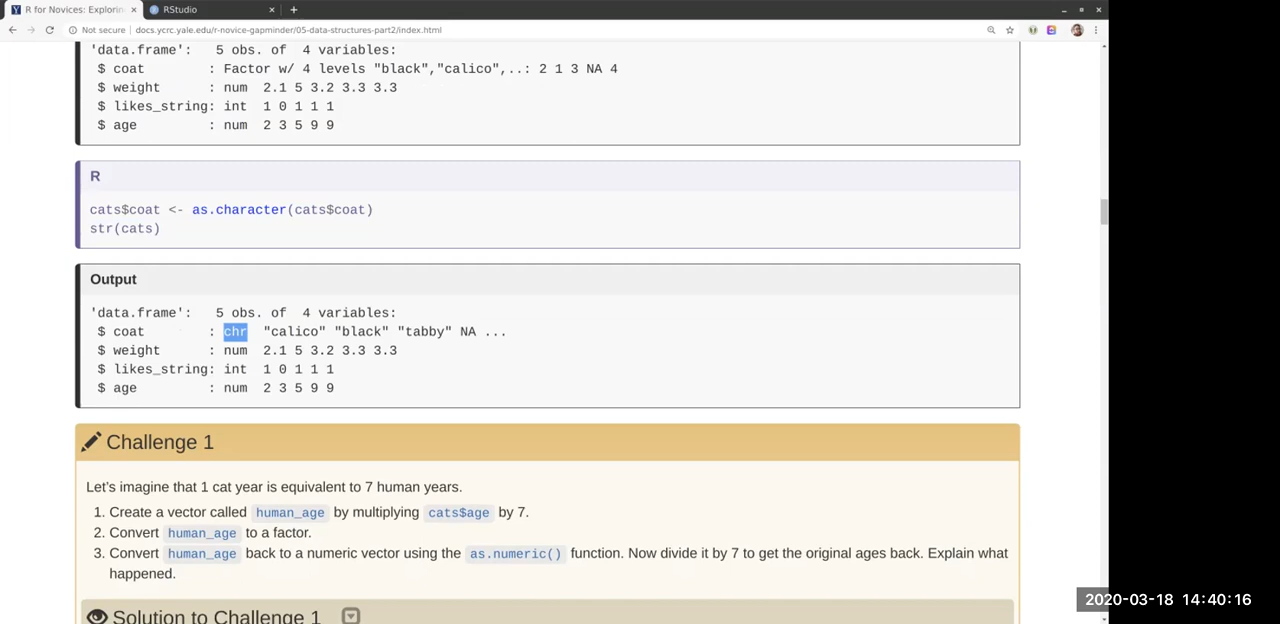 R for Novices: Explorin
RStudio
Not secure | docs.ycrc.yale.edu/r-novice-gapminder/05-data-structures-part2/index.html
'data.frame':   5 obs. of  4 variables:
 $ coat        : Factor w/ 4 levels "black","calico",..: 2 1 3 NA 4
 $ weight      : num  2.1 5 3.2 3.3 3.3
 $ likes_string: int  1 0 1 1 1
 $ age         : num  2 3 5 9 9
R
cats$coat <- as.character(cats$coat)
str(cats)
Output
'data.frame':   5 obs. of  4 variables:
 $ coat        : chr  "calico" "black" "tabby" NA ...
 $ weight      : num  2.1 5 3.2 3.3 3.3
 $ likes_string: int  1 0 1 1 1
 $ age         : num  2 3 5 9 9
Challenge 1
Let's imagine that 1 cat year is equivalent to 7 human years.
1. Create a vector called human_age by multiplying cats$age by 7.
2. Convert human_age to a factor.
3. Convert human_age back to a numeric vector using the as.numeric() function. Now divide it by 7 to get the original ages back. Explain what
happened.
Solution to Challenge 1
2020-03-18 14:40:16